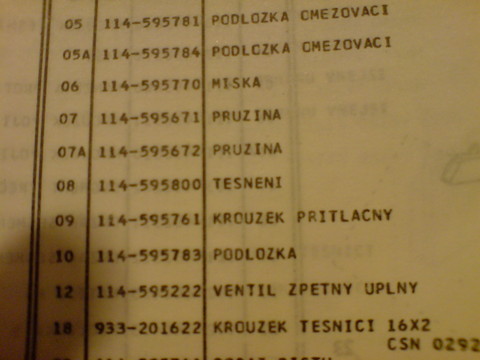 05 114-595781 PODLOZKA OMEZOVACI
05A 114-595784 PODLOZKA OMEZOVACI
06 114-595770 MISKA
07 114-595671 PRUZINA
07A 114-595672 PRUZINA
08 114-595800 TESNENI
09 114-595761 KROUZEK PRITLACNY
10 114-595783 PODLOZKA
12 114-595222 VENTIL ZPETNY UPLNY
18 933-201622 KROUZEK TESNICI 16X2
CSN 0292